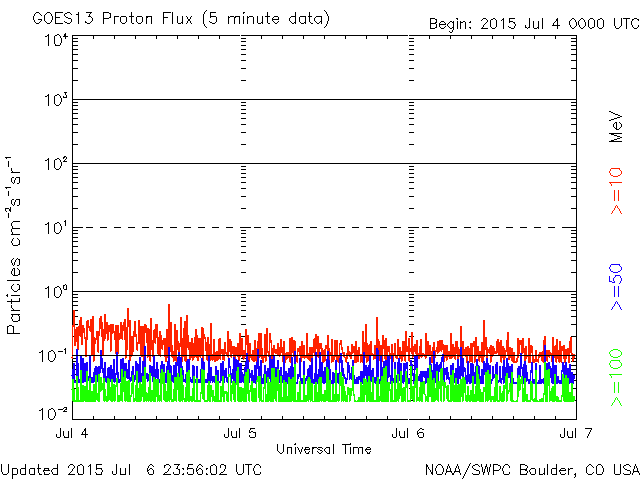 GOES13 Proton Flux (5 minute data)
Begin: 2015 Jul 4 0000 UTC
Particles cm⁻²s⁻¹sr⁻¹
10⁴
10³
10²
10¹
10⁰
10⁻¹
10⁻²
Jul 4
Jul 5
Jul 6
Jul 7
Universal Time
MeV
>=10
>=50
>=100
Updated 2015 Jul 6 23:56:02 UTC
NOAA/SWPC Boulder, CO USA